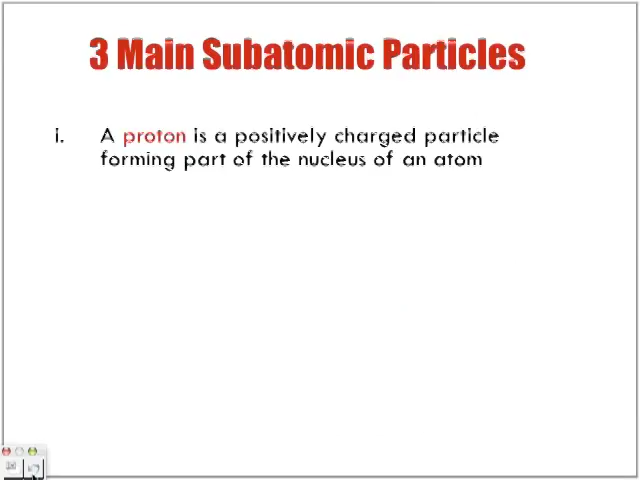 3 Main Subatomic Particles
i. A proton is a positively charged particle
forming part of the nucleus of an atom